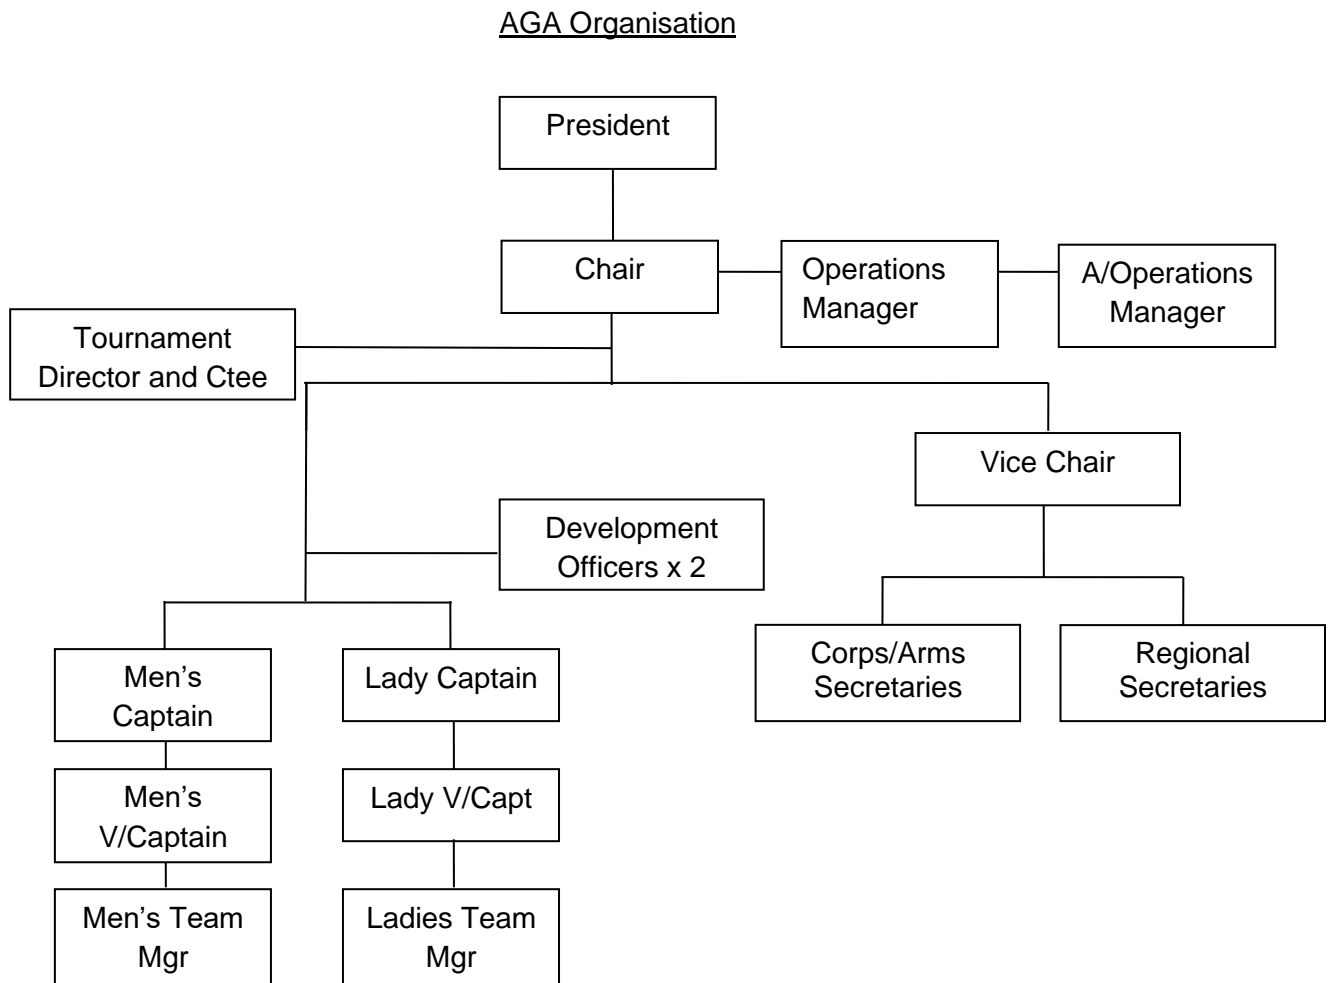 AGA Organisation
President
Chair
Operations
Manager
A/Operations
Manager
Tournament
Director and Ctee
Vice Chair
Development
Officers x 2
Corps/Arms
Secretaries
Regional
Secretaries
Men’s
Captain
Lady Captain
Men’s
V/Captain
Lady V/Capt
Men’s Team
Mgr
Ladies Team
Mgr